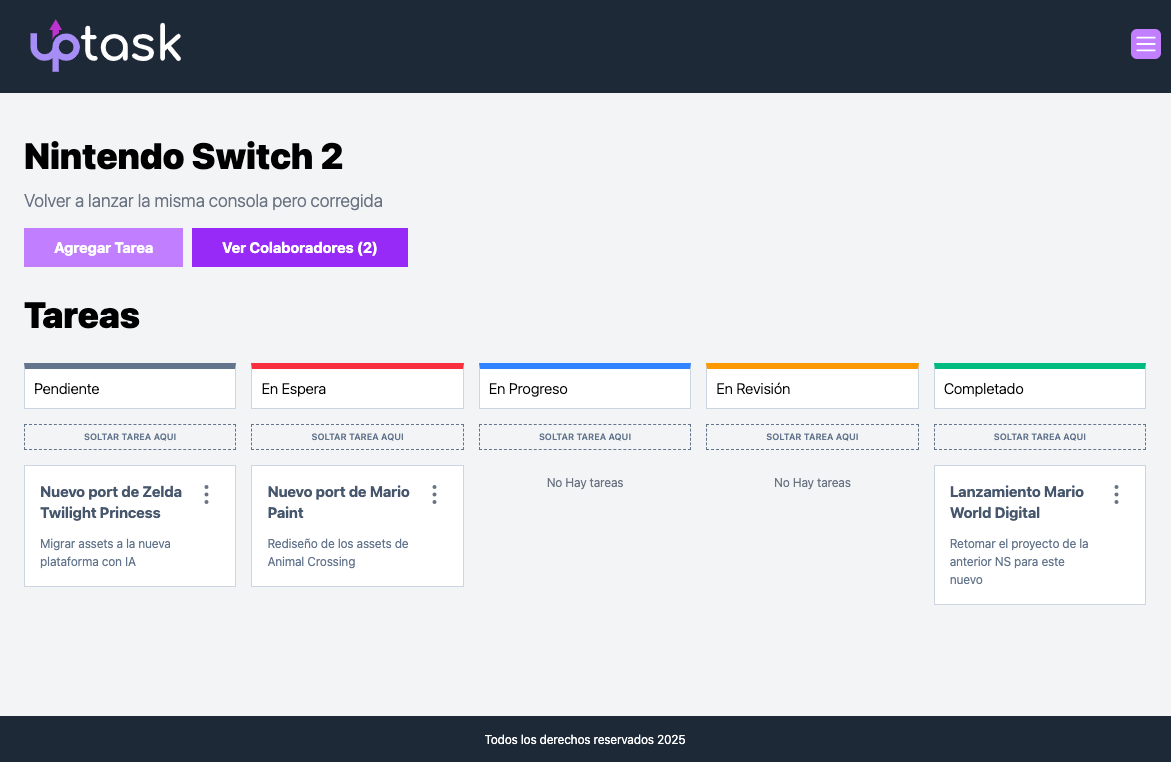 uptask
Nintendo Switch 2
Volver a lanzar la misma consola pero corregida
Agregar Tarea
Ver Colaboradores (2)
Tareas
Pendiente
SOLTAR TAREA AQUI
Nuevo port de Zelda
Twilight Princess
Migrar assets a la nueva
plataforma con IA
En Espera
SOLTAR TAREA AQUI
Nuevo port de Mario
Paint
Rediseño de los assets de
Animal Crossing
En Progreso
SOLTAR TAREA AQUI
No Hay tareas
En Revisión
SOLTAR TAREA AQUI
No Hay tareas
Completado
SOLTAR TAREA AQUI
Lanzamiento Mario
World Digital
Retomar el proyecto de la
anterior NS para este
nuevo
Todos los derechos reservados 2025